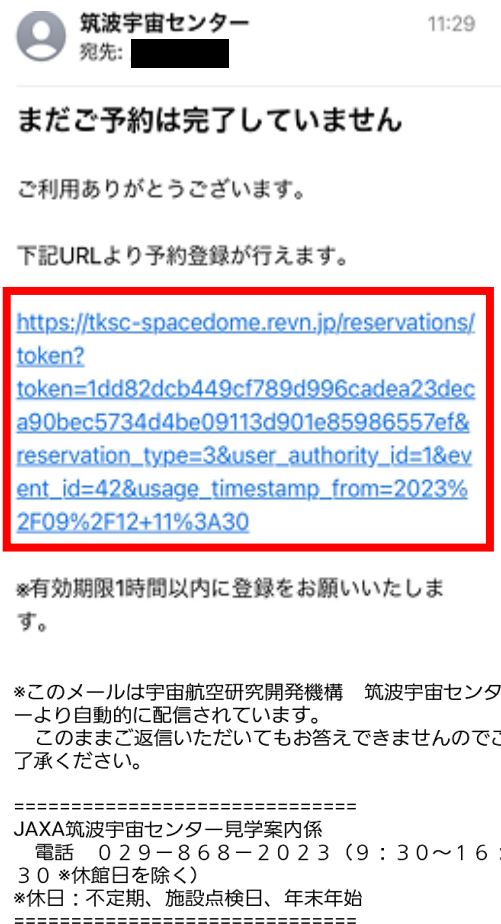 筑波宇宙センター
11:29
宛先:
まだご予約は完了していません
ご利用ありがとうございます。
下記URLより予約登録が行えます。
https://tksc-spacedome.revn.jp/reservations/
token?
token=1dd82dcb449cf789d996cadea23dec
a90bec5734d4be09113d901e85986557ef&
reservation_type=3&user_authority_id=1&ev
ent_id=42&usage_timestamp_from=2023%
2F09%2F12+11%3A30
※有効期限1時間以内に登録をお願いいたしま
す。
※このメールは宇宙航空研究開発機構　筑波宇宙センタ
ーより自動的に配信されています。
　このままご返信いただいてもお答えできませんのでご
了承ください。
==============================
JAXA筑波宇宙センター見学案内係
　電話　０２９－８６８－２０２３（９：３０～１６：
３０ ※休館日を除く）
※休日：不定期、施設点検日、年末年始
==============================